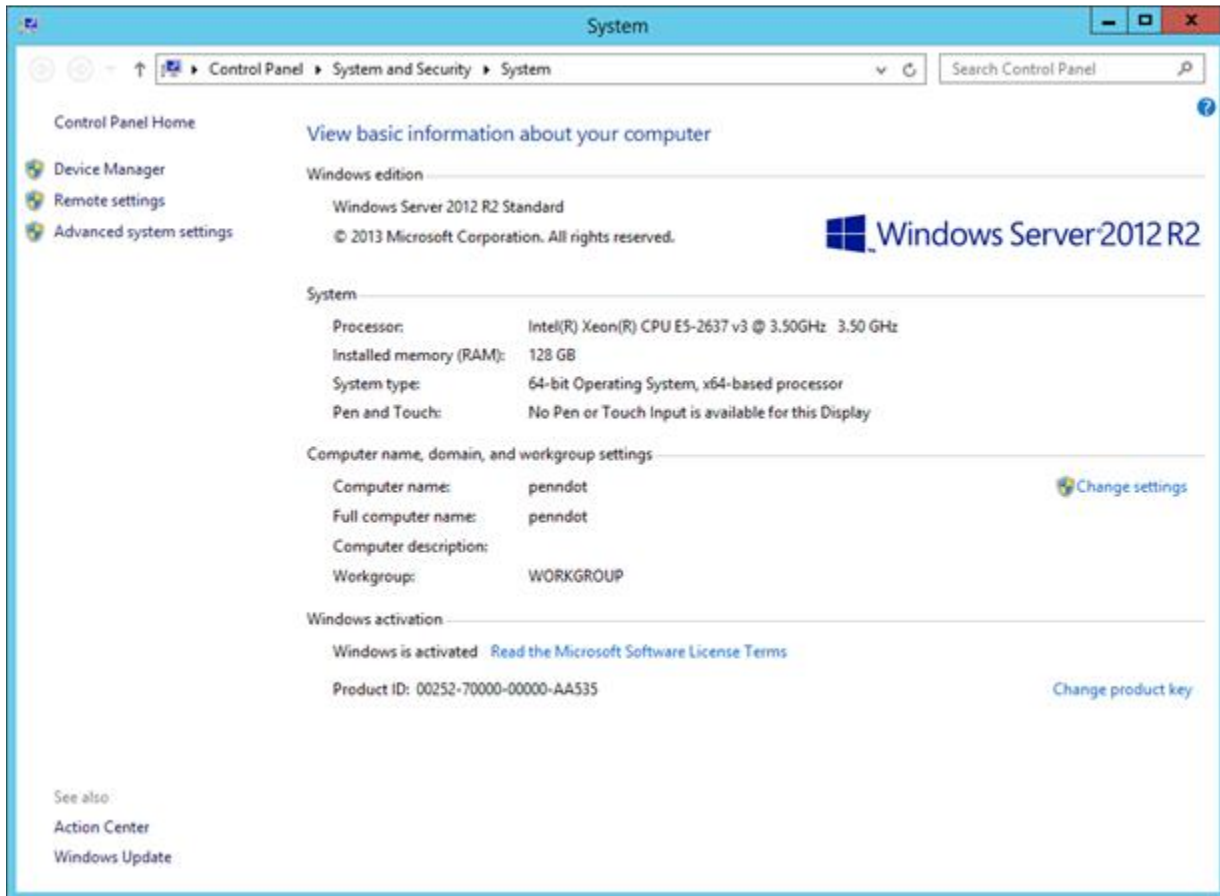 System
Control Panel System and Security System
Search Control Panel
Control Panel Home
Device Manager
Remote settings
Advanced system settings
View basic information about your computer
Windows edition
Windows Server 2012 R2 Standard
© 2013 Microsoft Corporation. All rights reserved.
Windows Server 2012 R2
System
Processor: Intel(R) Xeon(R) CPU E5-2637 v3 @ 3.50GHz 3.50 GHz
Installed memory (RAM): 128 GB
System type: 64-bit Operating System, x64-based processor
Pen and Touch: No Pen or Touch Input is available for this Display
Computer name, domain, and workgroup settings
Computer name: penndot
Change settings
Full computer name: penndot
Computer description:
Workgroup: WORKGROUP
Windows activation
Windows is activated Read the Microsoft Software License Terms
Product ID: 00252-70000-00000-AA535
Change product key
See also
Action Center
Windows Update